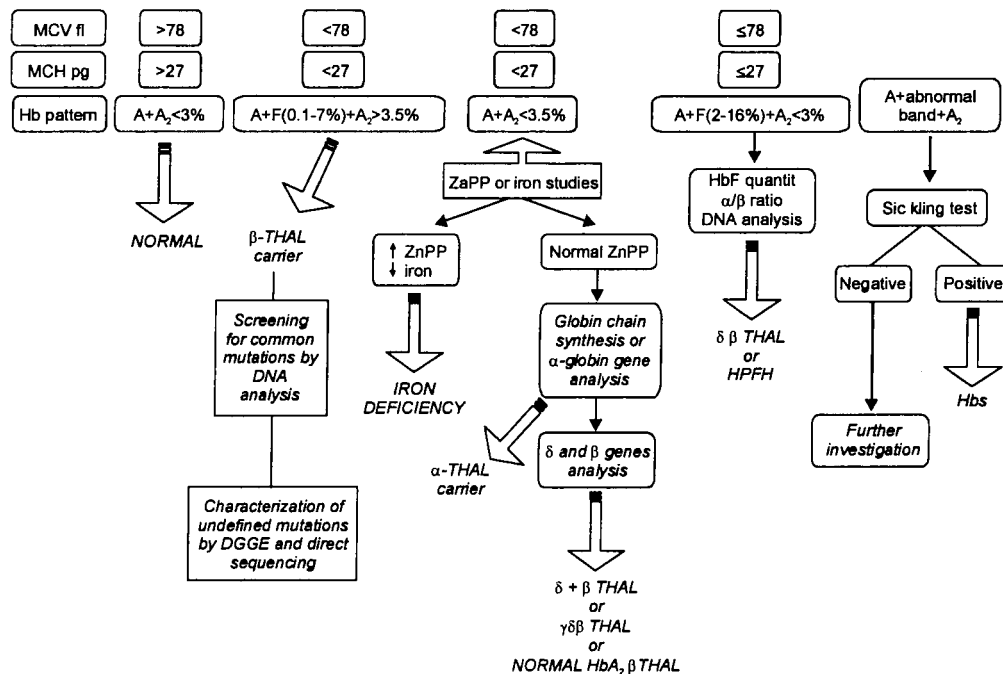 MCV fl
>78
<78
<78
≤78
MCH pg
>27
<27
<27
≤27
Hb pattern
A+A₂<3%
A+F(0.1-7%)+A₂>3.5%
A+A₂<3.5%
A+F(2-16%)+A₂<3%
A+abnormal
band+A₂
NORMAL
β-THAL
carrier
Screening
for common
mutations by
DNA
analysis
Characterization of
undefined mutations
by DGGE and direct
sequencing
ZaPP or iron studies
↑ ZnPP
↓ iron
IRON
DEFICIENCY
Normal ZnPP
Globin chain
synthesis or
α-globin gene
analysis
α-THAL
carrier
δ and β genes
analysis
δ + β THAL
or
γδβ THAL
or
NORMAL HbA₂ β THAL
HbF quantit
α/β ratio
DNA analysis
δ β THAL
or
HPFH
Sic kling test
Negative
Positive
Further
investigation
Hbs